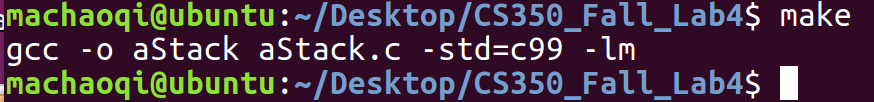 machaoqi@ubuntu:~/Desktop/CS350_Fall_Lab4$ make
gcc -o aStack aStack.c -std=c99 -lm
machaoqi@ubuntu:~/Desktop/CS350_Fall_Lab4$